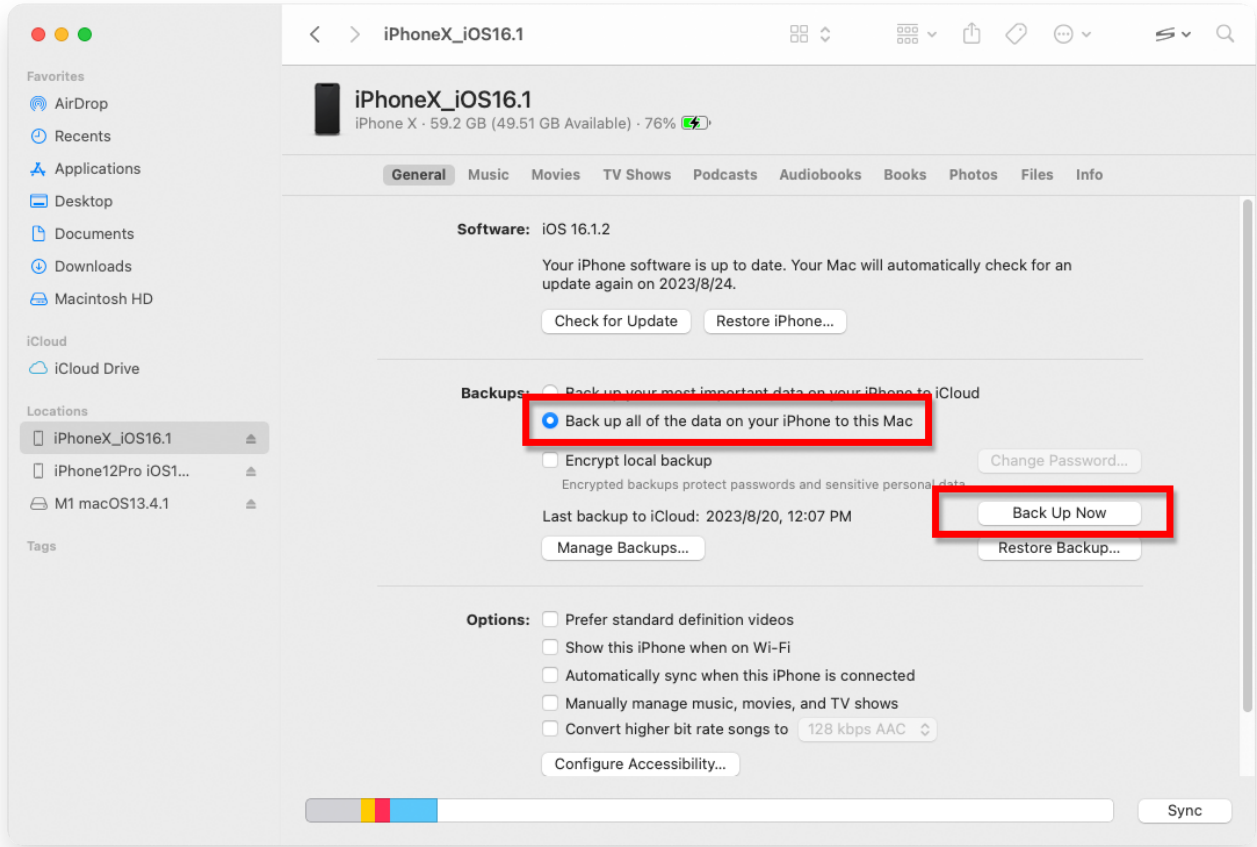 iPhoneX_iOS16.1
Favorites
AirDrop
Recents
Applications
Desktop
Documents
Downloads
Macintosh HD
iCloud
iCloud Drive
Locations
iPhoneX_iOS16.1
iPhone12Pro iOS1...
M1 macOS13.4.1
Tags
iPhoneX_iOS16.1
iPhone X · 59.2 GB (49.51 GB Available) · 76%
General Music Movies TV Shows Podcasts Audiobooks Books Photos Files Info
Software: iOS 16.1.2
Your iPhone software is up to date. Your Mac will automatically check for an
update again on 2023/8/24.
Check for Update Restore iPhone...
Backups: Back up your most important data on your iPhone to iCloud
Back up all of the data on your iPhone to this Mac
Encrypt local backup Change Password...
Encrypted backups protect passwords and sensitive personal data.
Last backup to iCloud: 2023/8/20, 12:07 PM Back Up Now
Manage Backups... Restore Backup...
Options: Prefer standard definition videos
Show this iPhone when on Wi-Fi
Automatically sync when this iPhone is connected
Manually manage music, movies, and TV shows
Convert higher bit rate songs to 128 kbps AAC
Configure Accessibility...
Sync